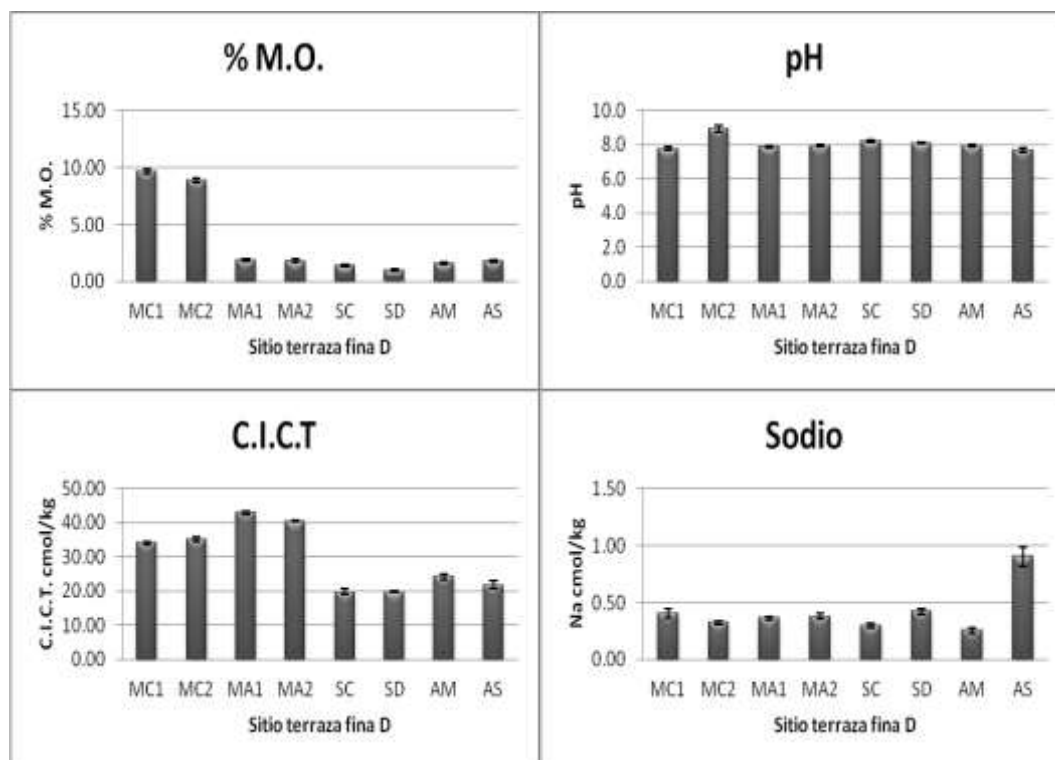 % M.O.
% M.O.
15.00
10.00
5.00
0.00
MC1 MC2 MA1 MA2 SC SD AM AS
Sitio terraza fina D
pH
pH
10.0
8.0
6.0
4.0
2.0
0.0
MC1 MC2 MA1 MA2 SC SD AM AS
Sitio terraza fina D
C.I.C.T
C.I.C.T. cmol/kg
50.00
40.00
30.00
20.00
10.00
0.00
MC1 MC2 MA1 MA2 SC SD AM AS
Sitio terraza fina D
Sodio
Na cmol/kg
1.50
1.00
0.50
0.00
MC1 MC2 MA1 MA2 SC SD AM AS
Sitio terraza fina D